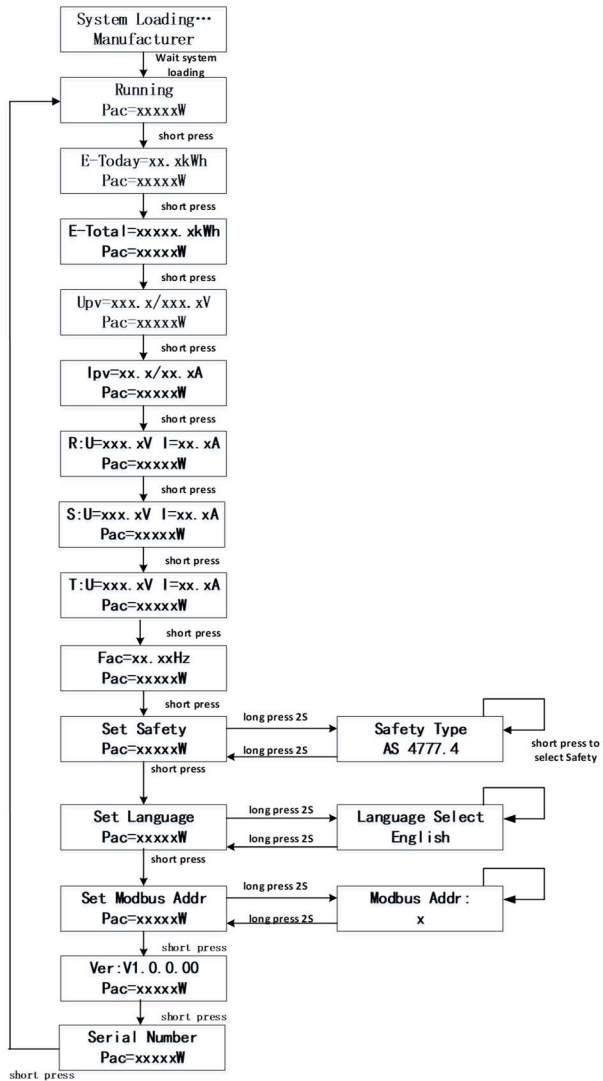 System Loading···
Manufacturer
Wait system
loading
Running
Pac=xxxxxW
short press
E-Today=xx.xkWh
Pac=xxxxxW
short press
E-Total=xxxxx.xkWh
Pac=xxxxxW
short press
Upv=xxx.x/xxx.xV
Pac=xxxxxW
short press
Ipv=xx.x/xx.xA
Pac=xxxxxW
short press
R:U=xxx.xV I=xx.xA
Pac=xxxxxW
short press
S:U=xxx.xV I=xx.xA
Pac=xxxxxW
short press
T:U=xxx.xV I=xx.xA
Pac=xxxxxW
short press
Fac=xx.xxHz
Pac=xxxxxW
short press
Set Safety
Pac=xxxxxW
long press 2S
long press 2S
Safety Type
AS 4777.4
short press to
select Safety
short press
Set Language
Pac=xxxxxW
long press 2S
long press 2S
Language Select
English
short press
Set Modbus Addr
Pac=xxxxxW
long press 2S
long press 2S
Modbus Addr:
x
short press
Ver:V1.0.0.00
Pac=xxxxxW
short press
Serial Number
Pac=xxxxxW
short press